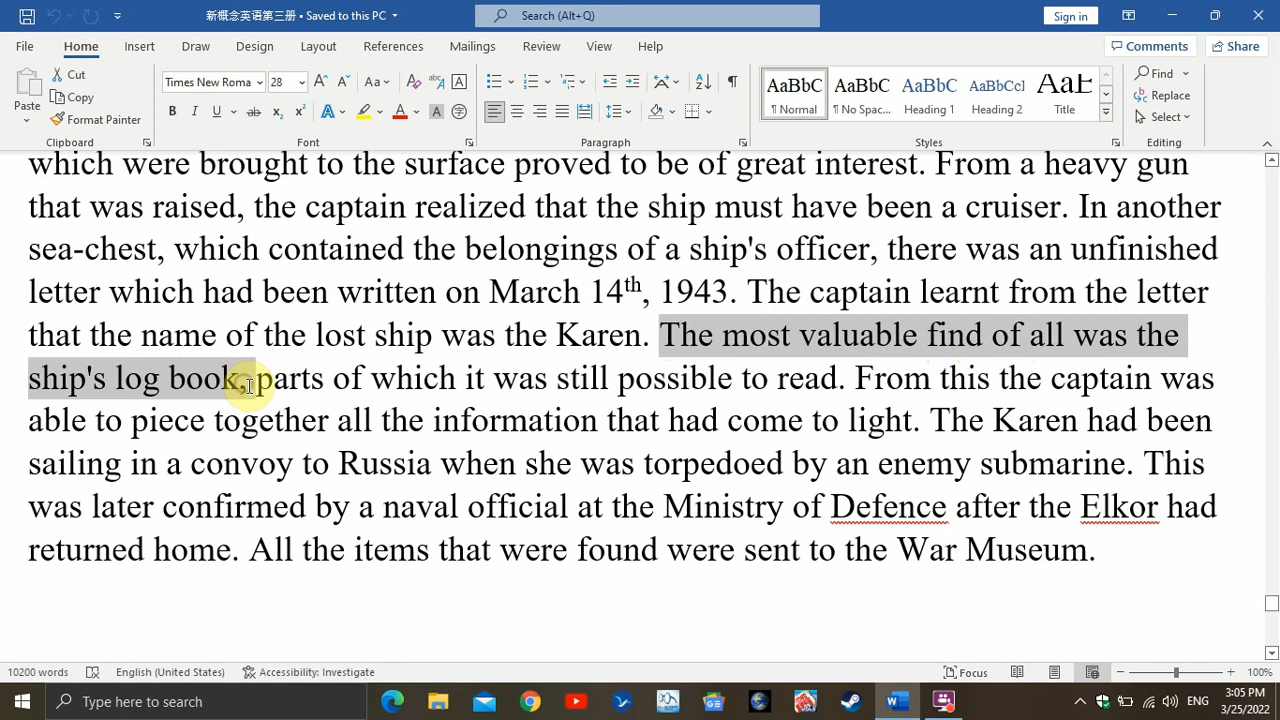 新概念英语第三册 • Saved to this PC
Search (Alt+Q)
Sign in
File Home Insert Draw Design Layout References Mailings Review View Help
Comments Share
Paste
Cut
Copy
Format Painter
Clipboard
Times New Roma 28
Font
Paragraph
AaBbC AaBbC AaBbC AaBbCcI AaE
¶ Normal ¶ No Spac... Heading 1 Heading 2 Title
Styles
Find
Replace
Select
Editing
which were brought to the surface proved to be of great interest. From a heavy gun
that was raised, the captain realized that the ship must have been a cruiser. In another
sea-chest, which contained the belongings of a ship's officer, there was an unfinished
letter which had been written on March 14th, 1943. The captain learnt from the letter
that the name of the lost ship was the Karen. The most valuable find of all was the
ship's log book, parts of which it was still possible to read. From this the captain was
able to piece together all the information that had come to light. The Karen had been
sailing in a convoy to Russia when she was torpedoed by an enemy submarine. This
was later confirmed by a naval official at the Ministry of Defence after the Elkor had
returned home. All the items that were found were sent to the War Museum.
10200 words English (United States) Accessibility: Investigate Focus 100%
Type here to search
ENG
3:05 PM
3/25/2022